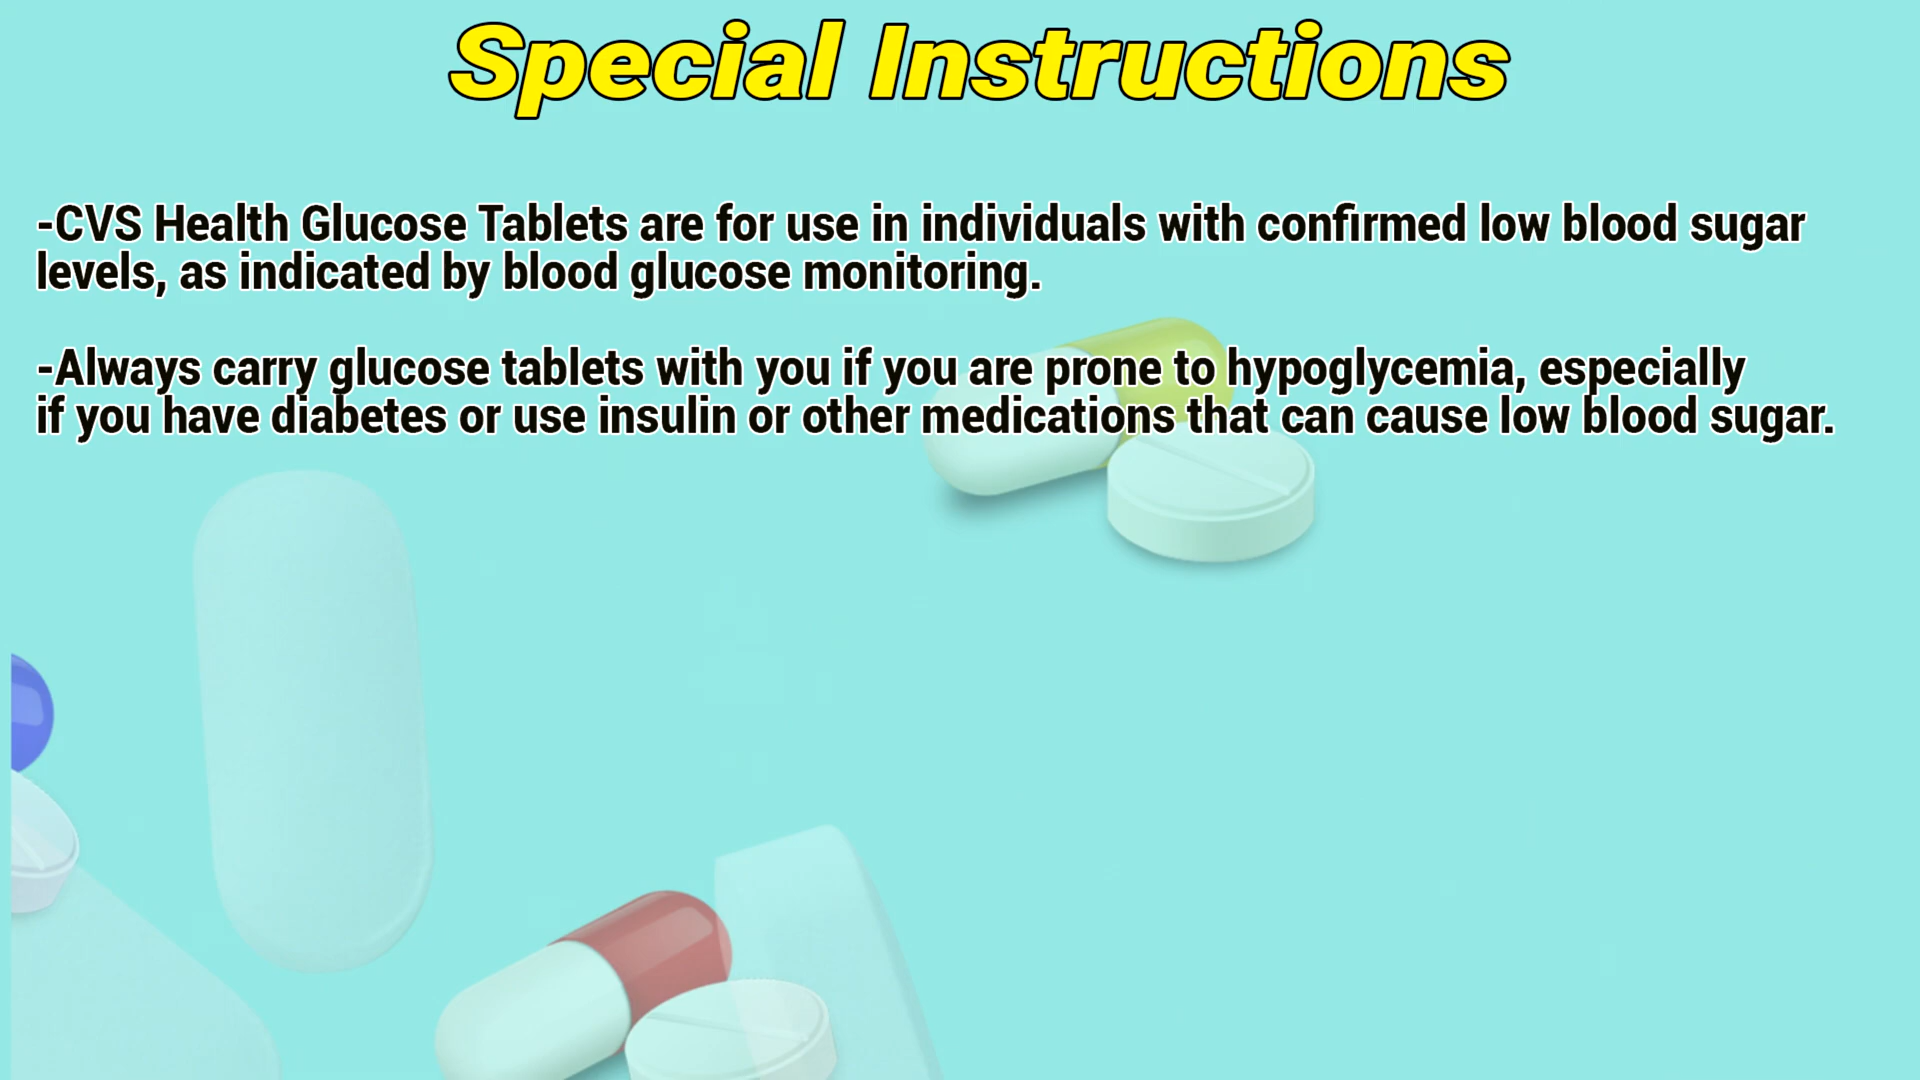 Special Instructions
-CVS Health Glucose Tablets are for use in individuals with confirmed low blood sugar
levels, as indicated by blood glucose monitoring.
-Always carry glucose tablets with you if you are prone to hypoglycemia, especially
if you have diabetes or use insulin or other medications that can cause low blood sugar.